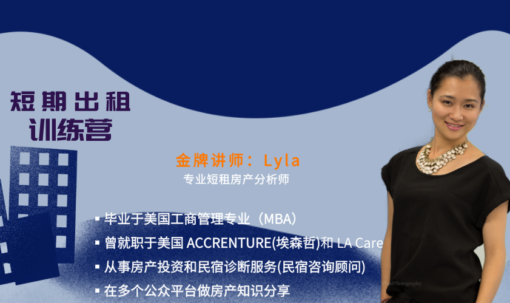 短期出租
训练营
金牌讲师：Lyla
专业短租房产分析师
▪ 毕业于美国工商管理专业（MBA）
▪ 曾就职于美国 ACCRENTURE(埃森哲)和 LA Care
▪ 从事房产投资和民宿诊断服务(民宿咨询顾问)
▪ 在多个公众平台做房产知识分享